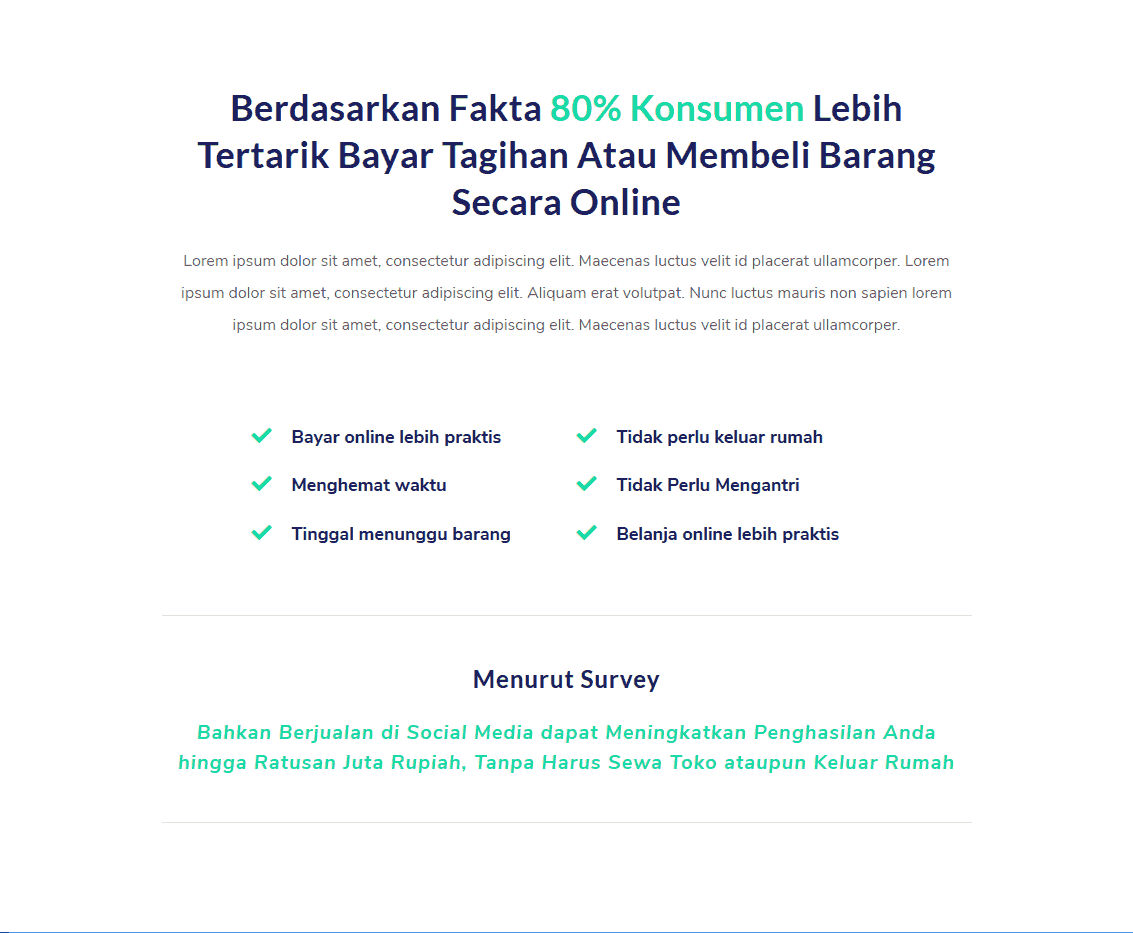 Berdasarkan Fakta 80% Konsumen Lebih
Tertarik Bayar Tagihan Atau Membeli Barang
Secara Online
Lorem ipsum dolor sit amet, consectetur adipiscing elit. Maecenas luctus velit id placerat ullamcorper. Lorem
ipsum dolor sit amet, consectetur adipiscing elit. Aliquam erat volutpat. Nunc luctus mauris non sapien lorem
ipsum dolor sit amet, consectetur adipiscing elit. Maecenas luctus velit id placerat ullamcorper.
Bayar online lebih praktis
Menghemat waktu
Tinggal menunggu barang
Tidak perlu keluar rumah
Tidak Perlu Mengantri
Belanja online lebih praktis
Menurut Survey
Bahkan Berjualan di Social Media dapat Meningkatkan Penghasilan Anda
hingga Ratusan Juta Rupiah, Tanpa Harus Sewa Toko ataupun Keluar Rumah